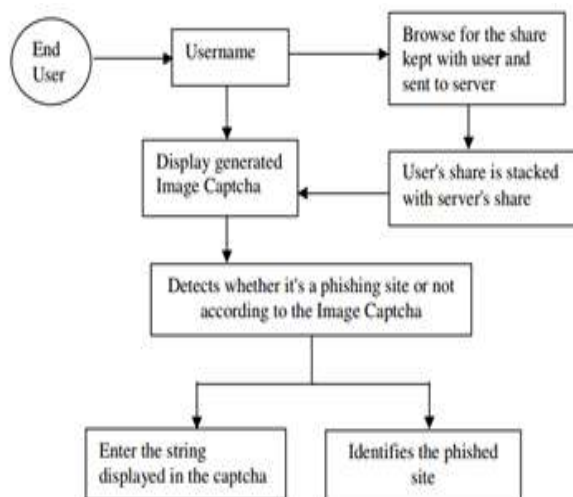 End
User
Username
Browse for the share
kept with user and
sent to server
Display generated
Image Captcha
User's share is stacked
with server's share
Detects whether it's a phishing site or not
according to the Image Captcha
Enter the string
displayed in the captcha
Identifies the phished
site